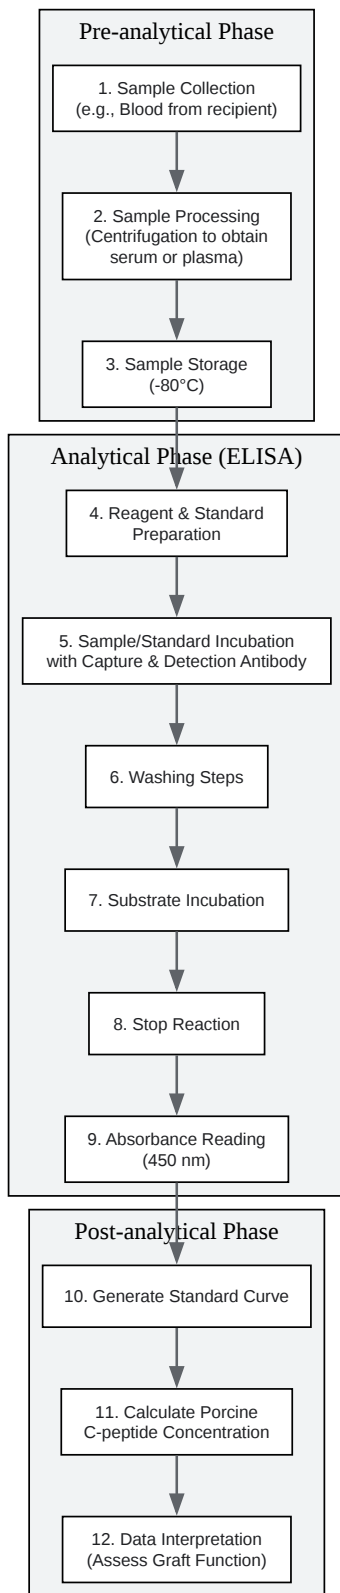 Pre-analytical Phase
1. Sample Collection
(e.g., Blood from recipient)
2. Sample Processing
(Centrifugation to obtain
serum or plasma)
3. Sample Storage
(-80°C)
Analytical Phase (ELISA)
4. Reagent & Standard
Preparation
5. Sample/Standard Incubation
with Capture & Detection Antibody
6. Washing Steps
7. Substrate Incubation
8. Stop Reaction
9. Absorbance Reading
(450 nm)
Post-analytical Phase
10. Generate Standard Curve
11. Calculate Porcine
C-peptide Concentration
12. Data Interpretation
(Assess Graft Function)